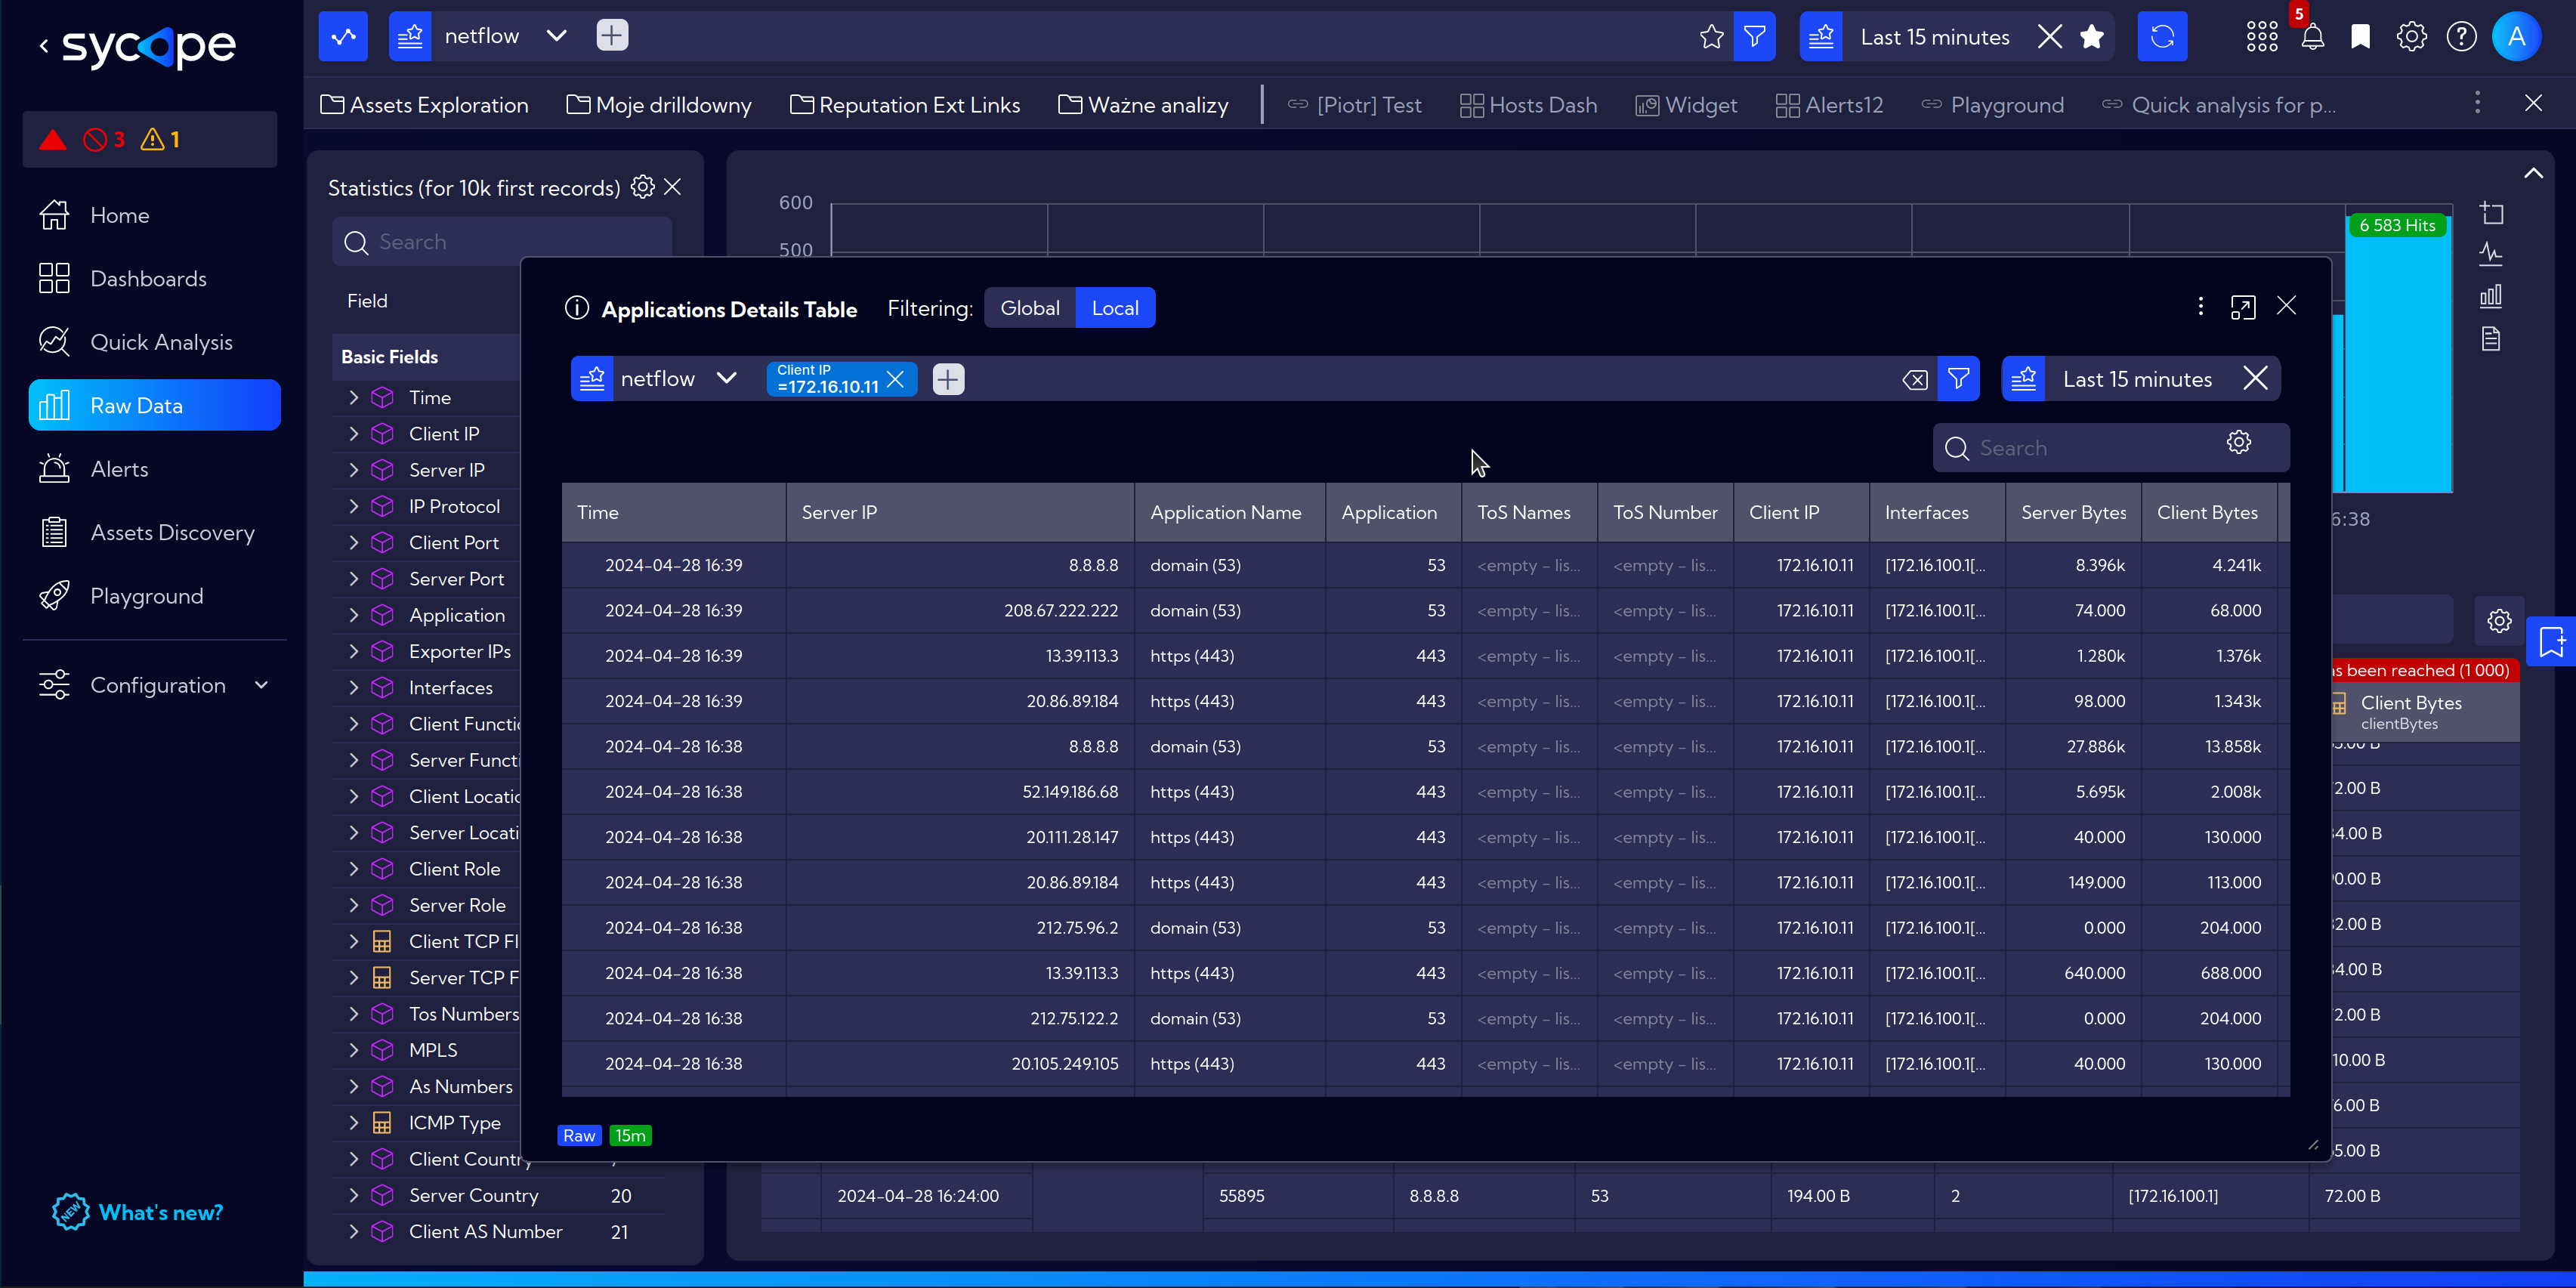 sycope
netflow
Last 15 minutes
5
A
Assets Exploration
Moje drilldowny
Reputation Ext Links
Ważne analizy
[Piotr] Test
Hosts Dash
Widget
Alerts12
Playground
Quick analysis for p...
3
1
Home
Dashboards
Quick Analysis
Raw Data
Alerts
Assets Discovery
Playground
Configuration
NEW What's new?
Statistics (for 10k first records)
Search
Field
Basic Fields
Time
Client IP
Server IP
IP Protocol
Client Port
Server Port
Application
Exporter IPs
Interfaces
Client Functi
Server Functi
Client Locatio
Server Locati
Client Role
Server Role
Client TCP Fl
Server TCP F
Tos Numbers
MPLS
As Numbers
ICMP Type
Client Country
Server Country 20
Client AS Number 21
600
500
6 583 Hits
6:38
Applications Details Table
Filtering: Global Local
netflow
Client IP
=172.16.10.11
Last 15 minutes
Search
Time Server IP Application Name Application ToS Names ToS Number Client IP Interfaces Server Bytes Client Bytes
2024-04-28 16:39 8.8.8.8 domain (53) 53 <empty - lis... <empty - lis... 172.16.10.11 [172.16.100.1[... 8.396k 4.241k
2024-04-28 16:39 208.67.222.222 domain (53) 53 <empty - lis... <empty - lis... 172.16.10.11 [172.16.100.1[... 74.000 68.000
2024-04-28 16:39 13.39.113.3 https (443) 443 <empty - lis... <empty - lis... 172.16.10.11 [172.16.100.1[... 1.280k 1.376k
2024-04-28 16:39 20.86.89.184 https (443) 443 <empty - lis... <empty - lis... 172.16.10.11 [172.16.100.1[... 98.000 1.343k
2024-04-28 16:38 8.8.8.8 domain (53) 53 <empty - lis... <empty - lis... 172.16.10.11 [172.16.100.1[... 27.886k 13.858k
2024-04-28 16:38 52.149.186.68 https (443) 443 <empty - lis... <empty - lis... 172.16.10.11 [172.16.100.1[... 5.695k 2.008k
2024-04-28 16:38 20.111.28.147 https (443) 443 <empty - lis... <empty - lis... 172.16.10.11 [172.16.100.1[... 40.000 130.000
2024-04-28 16:38 20.86.89.184 https (443) 443 <empty - lis... <empty - lis... 172.16.10.11 [172.16.100.1[... 149.000 113.000
2024-04-28 16:38 212.75.96.2 domain (53) 53 <empty - lis... <empty - lis... 172.16.10.11 [172.16.100.1[... 0.000 204.000
2024-04-28 16:38 13.39.113.3 https (443) 443 <empty - lis... <empty - lis... 172.16.10.11 [172.16.100.1[... 640.000 688.000
2024-04-28 16:38 212.75.122.2 domain (53) 53 <empty - lis... <empty - lis... 172.16.10.11 [172.16.100.1[... 0.000 204.000
2024-04-28 16:38 20.105.249.105 https (443) 443 <empty - lis... <empty - lis... 172.16.10.11 [172.16.100.1[... 40.000 130.000
Raw 15m
s been reached (1 000)
Client Bytes
clientBytes
2.00 B
4.00 B
0.00 B
2.00 B
4.00 B
2.00 B
10.00 B
6.00 B
5.00 B
2024-04-28 16:24:00 55895 8.8.8.8 53 194.00 B 2 [172.16.100.1] 72.00 B